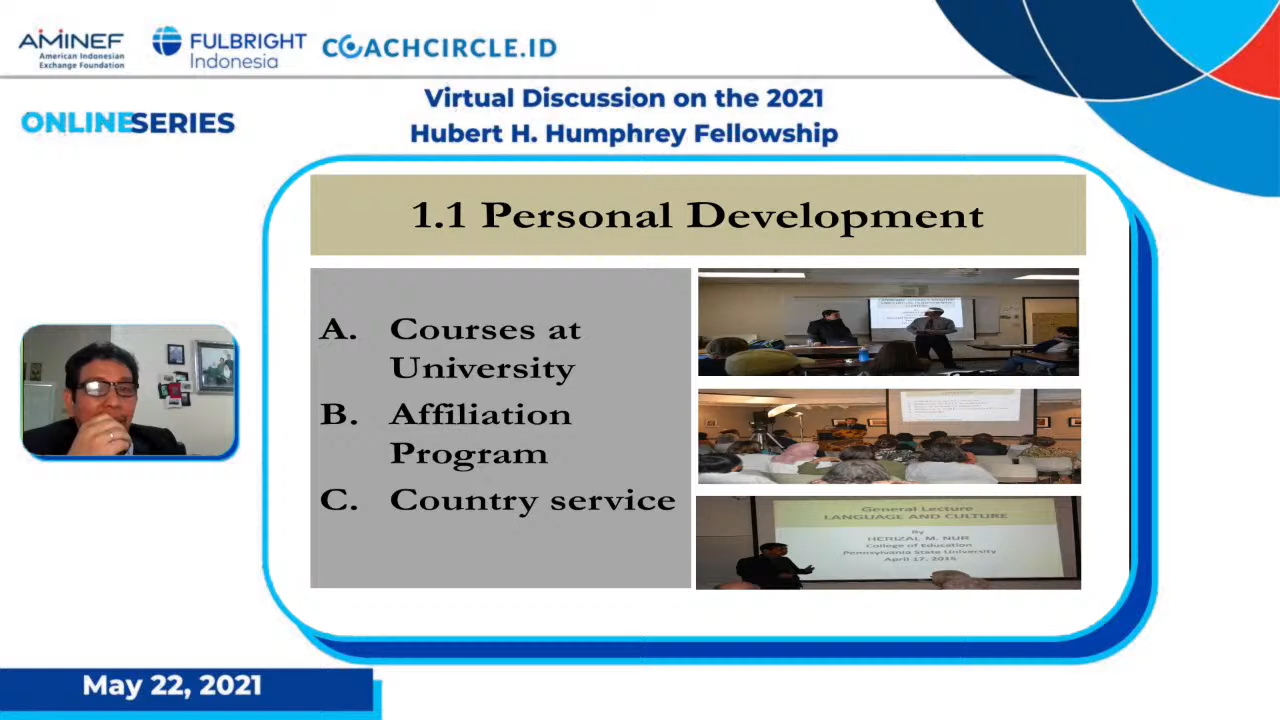 AMINEF
American Indonesian
Exchange Foundation
FULBRIGHT
Indonesia
COACHCIRCLE.ID
ONLINESERIES
Virtual Discussion on the 2021
Hubert H. Humphrey Fellowship
1.1 Personal Development
A. Courses at
University
B. Affiliation
Program
C. Country service
General Lecture
LANGUAGE AND CULTURE
By
HERIZAL M. NUR
College of Education
Pennsylvania State University
April 17, 2015
May 22, 2021